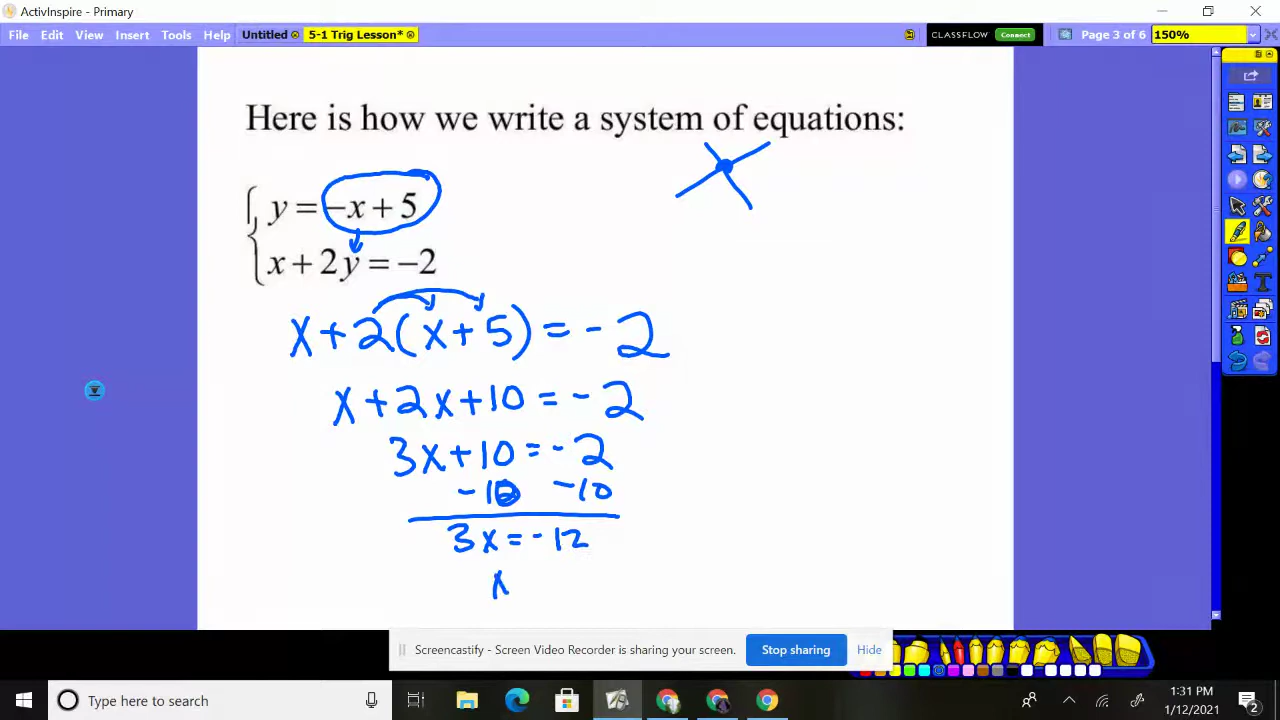 ActivInspire - Primary
File Edit View Insert Tools Help Untitled 5-1 Trig Lesson* CLASSFLOW Connect Page 3 of 6 150%
Here is how we write a system of equations:
y = −x + 5
x + 2y = −2
x + 2(x + 5) = - 2
x + 2x + 10 = - 2
3x + 10 = - 2
- 10 - 10
3x = - 12
x
Screencastify - Screen Video Recorder is sharing your screen. Stop sharing Hide
Type here to search
1:31 PM
1/12/2021
2